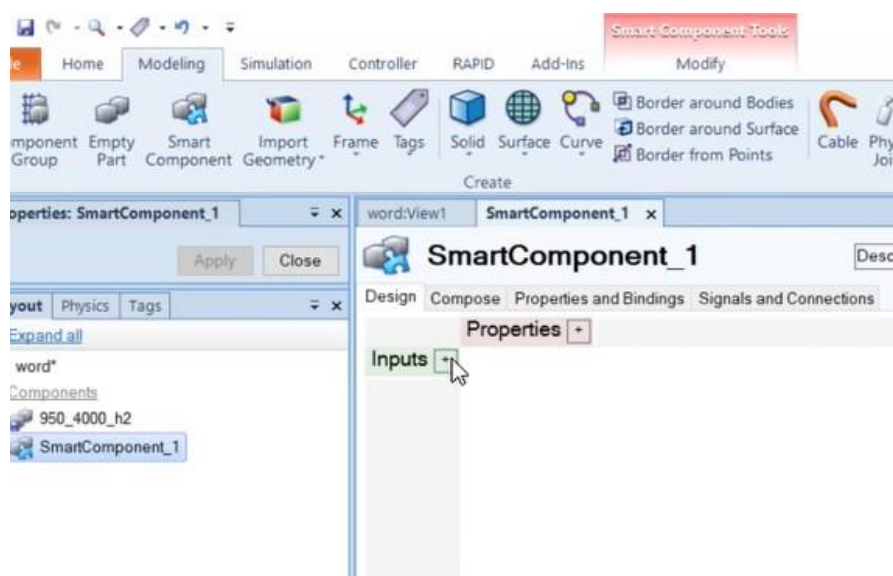 Smart Component Tools
Home Modeling Simulation Controller RAPID Add-Ins Modify
Empty Part
Smart Component
Import Geometry
Frame
Tags
Solid
Surface
Curve
Border around Bodies
Border around Surface
Border from Points
Cable
Group
Create
SmartComponent_1
Apply Close
Physics Tags
Expand all
word*
Components
950_4000_h2
SmartComponent_1
word:View1 SmartComponent_1
SmartComponent_1
Design Compose Properties and Bindings Signals and Connections
Properties +
Inputs +